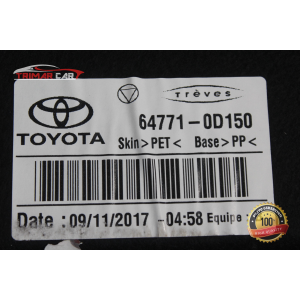 TRIMAR CAR
Trèves
TOYOTA
64771-0D150
Skin>PET< Base>PP<
Date :09/11/2017 -04:58 Equipe :
100